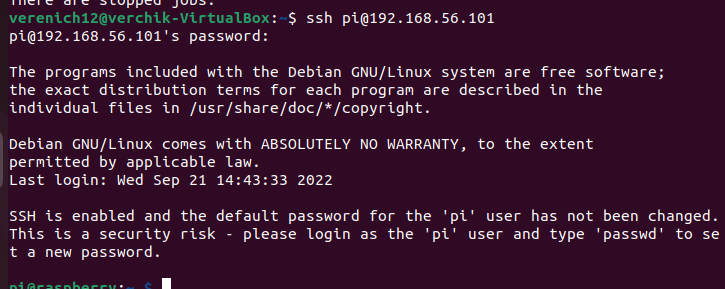 There are stopped jobs.
verenich12@verchik-VirtualBox:~$ ssh pi@192.168.56.101
pi@192.168.56.101's password:
The programs included with the Debian GNU/Linux system are free software;
the exact distribution terms for each program are described in the
individual files in /usr/share/doc/*/copyright.
Debian GNU/Linux comes with ABSOLUTELY NO WARRANTY, to the extent
permitted by applicable law.
Last login: Wed Sep 21 14:43:33 2022
SSH is enabled and the default password for the 'pi' user has not been changed.
This is a security risk - please login as the 'pi' user and type 'passwd' to se
t a new password.
pi@raspberry:~ $